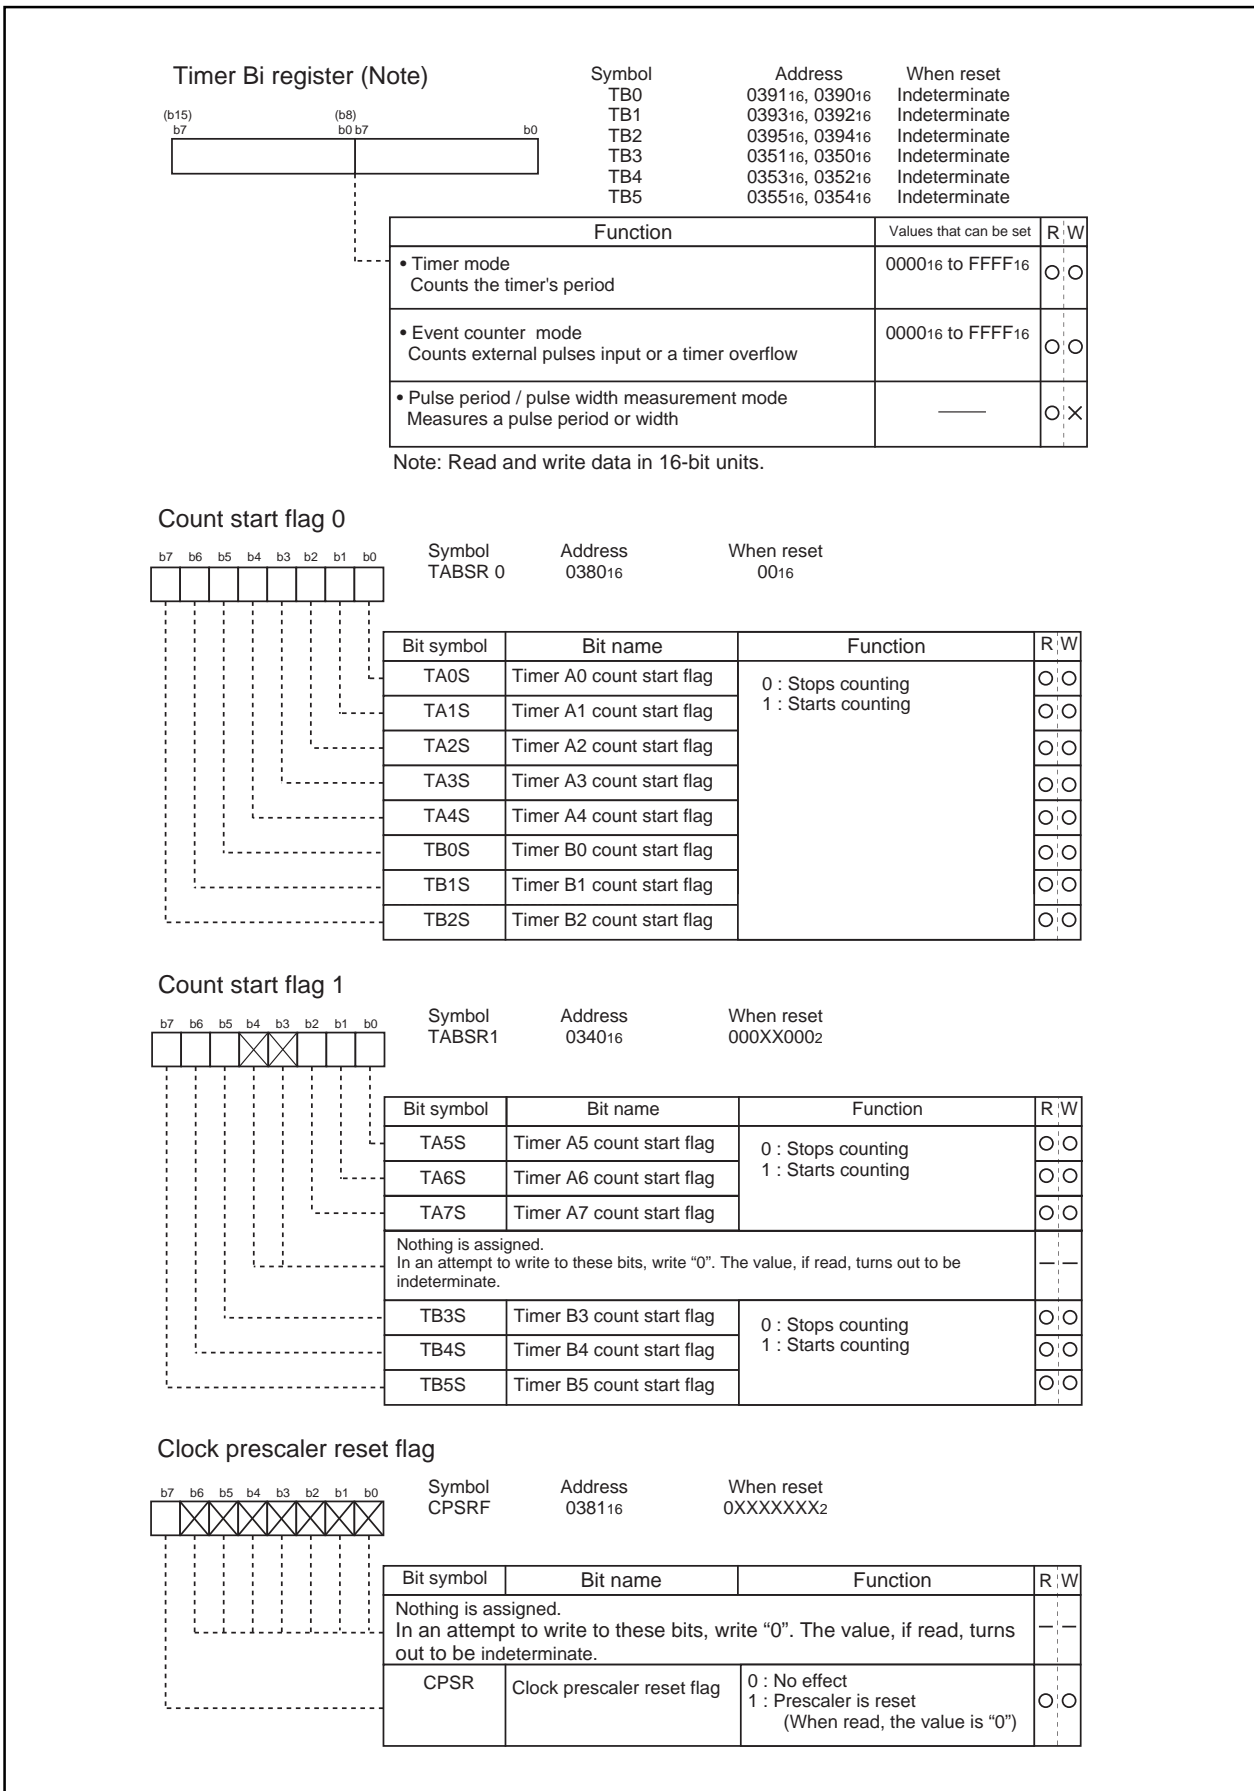 Timer Bi register (Note)
Symbol Address When reset
TB0 039116, 039016 Indeterminate
TB1 039316, 039216 Indeterminate
TB2 039516, 039416 Indeterminate
TB3 035116, 035016 Indeterminate
TB4 035316, 035216 Indeterminate
TB5 035516, 035416 Indeterminate
(b15) (b8)
b7 b0 b7 b0
Function Values that can be set R W
• Timer mode 000016 to FFFF16
Counts the timer's period
• Event counter mode 000016 to FFFF16
Counts external pulses input or a timer overflow
• Pulse period / pulse width measurement mode
Measures a pulse period or width
Note: Read and write data in 16-bit units.
Count start flag 0
b7 b6 b5 b4 b3 b2 b1 b0
Symbol Address When reset
TABSR 0 038016 0016
Bit symbol Bit name Function R W
TA0S Timer A0 count start flag 0 : Stops counting
TA1S Timer A1 count start flag 1 : Starts counting
TA2S Timer A2 count start flag
TA3S Timer A3 count start flag
TA4S Timer A4 count start flag
TB0S Timer B0 count start flag
TB1S Timer B1 count start flag
TB2S Timer B2 count start flag
Count start flag 1
b7 b6 b5 b4 b3 b2 b1 b0
Symbol Address When reset
TABSR1 034016 000XX0002
Bit symbol Bit name Function R W
TA5S Timer A5 count start flag 0 : Stops counting
TA6S Timer A6 count start flag 1 : Starts counting
TA7S Timer A7 count start flag
Nothing is assigned.
In an attempt to write to these bits, write “0”. The value, if read, turns out to be
indeterminate.
TB3S Timer B3 count start flag 0 : Stops counting
TB4S Timer B4 count start flag 1 : Starts counting
TB5S Timer B5 count start flag
Clock prescaler reset flag
b7 b6 b5 b4 b3 b2 b1 b0
Symbol Address When reset
CPSRF 038116 0XXXXXXX2
Bit symbol Bit name Function R W
Nothing is assigned.
In an attempt to write to these bits, write “0”. The value, if read, turns
out to be indeterminate.
CPSR Clock prescaler reset flag 0 : No effect
1 : Prescaler is reset
(When read, the value is “0”)